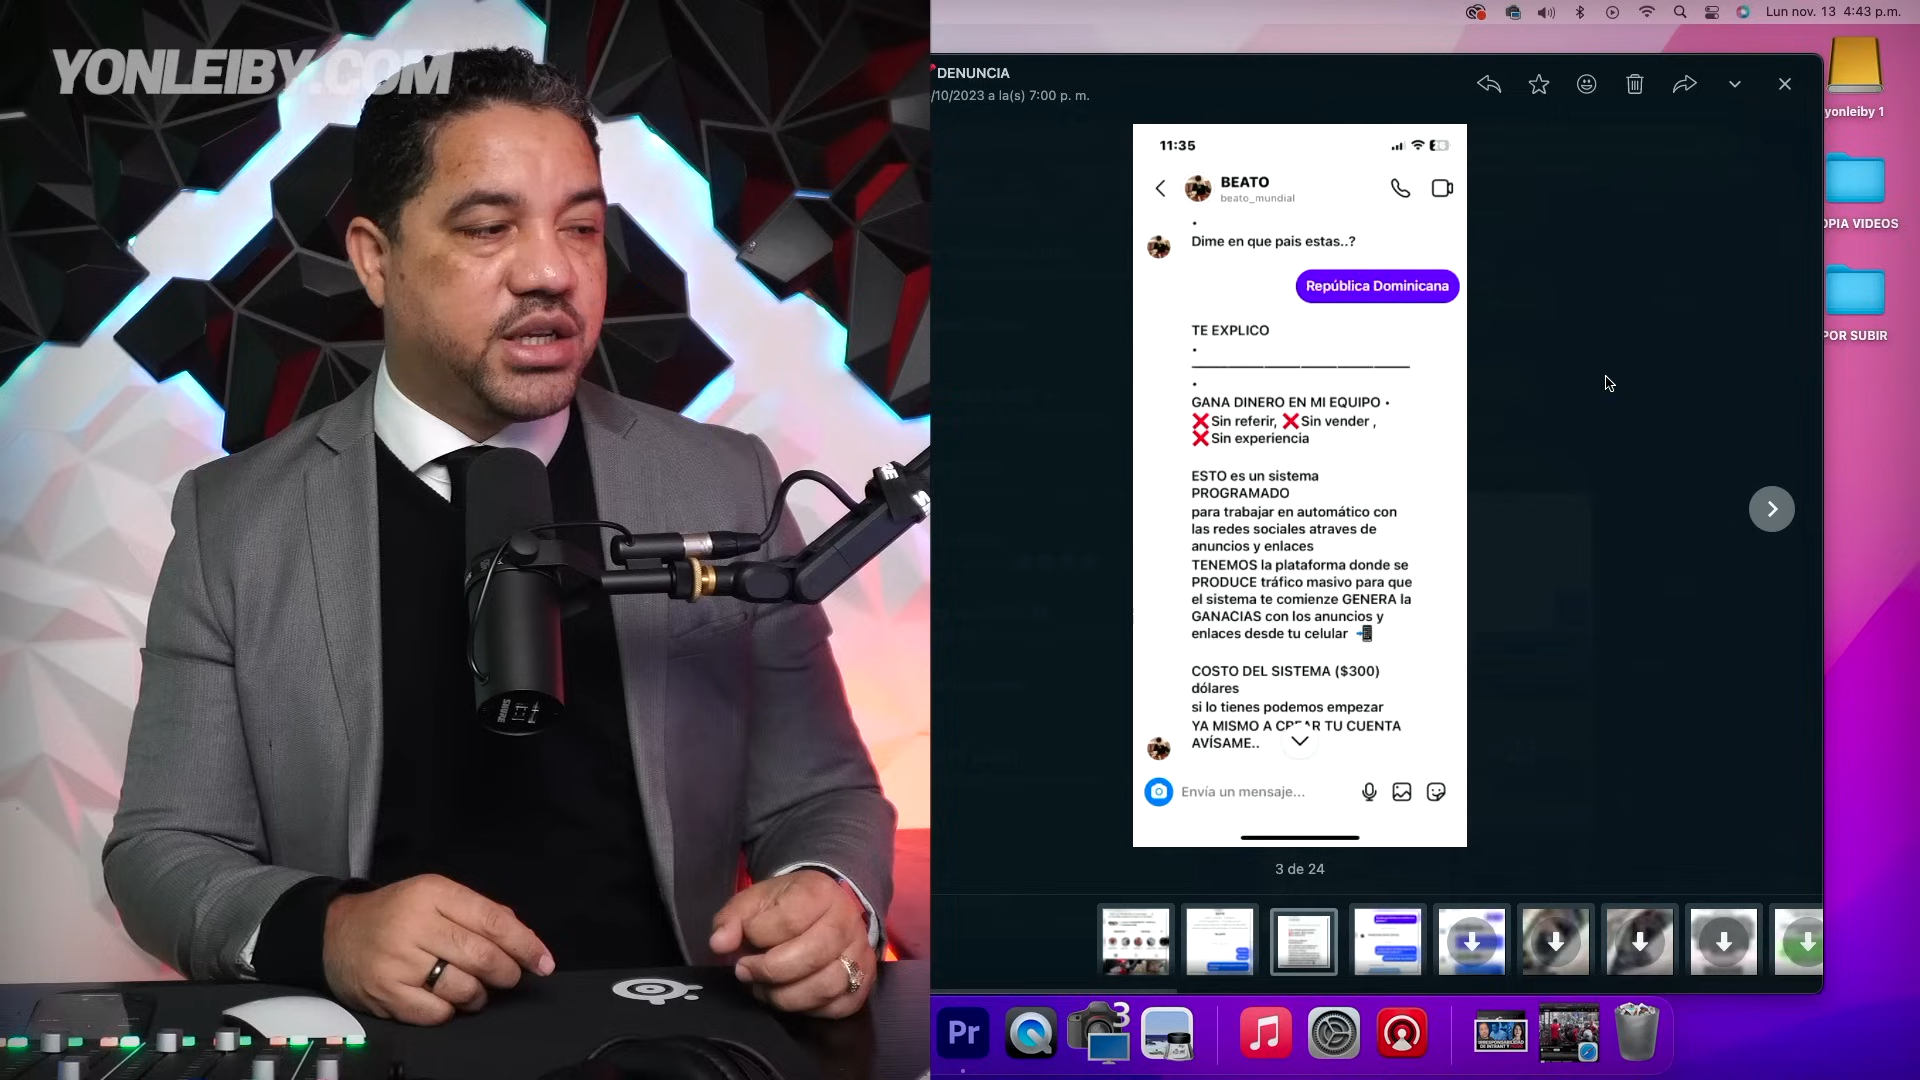 YONLEIBY.COM
Lun nov. 13 4:43 p.m.
DENUNCIA
/10/2023 a la(s) 7:00 p. m.
yonleiby 1
OPIA VIDEOS
POR SUBIR
11:35
BEATO
beato_mundial
Dime en que pais estas..?
República Dominicana
TE EXPLICO
•
•
GANA DINERO EN MI EQUIPO •
❌Sin referir, ❌Sin vender ,
❌Sin experiencia
ESTO es un sistema
PROGRAMADO
para trabajar en automático con
las redes sociales atraves de
anuncios y enlaces
TENEMOS la plataforma donde se
PRODUCE tráfico masivo para que
el sistema te comienze GENERA la
GANACIAS con los anuncios y
enlaces desde tu celular 📲
COSTO DEL SISTEMA ($300)
dólares
si lo tienes podemos empezar
YA MISMO A CREAR TU CUENTA
AVÍSAME..
Envía un mensaje...
3 de 24
Pr
3
SHURE